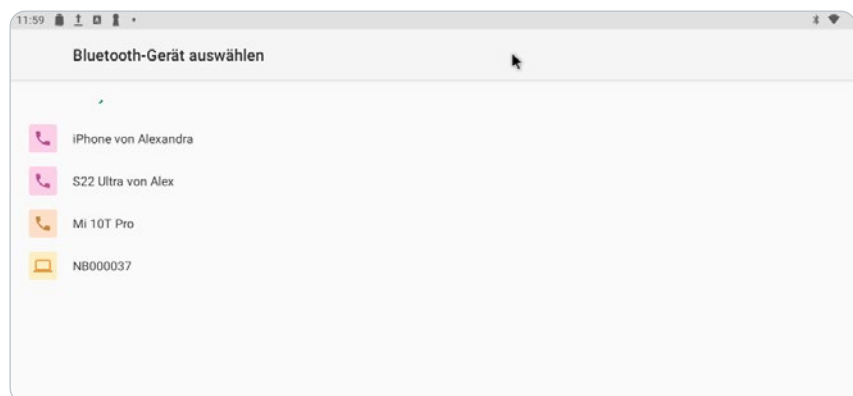 11:59
Bluetooth-Gerät auswählen
iPhone von Alexandra
S22 Ultra von Alex
Mi 10T Pro
NB000037